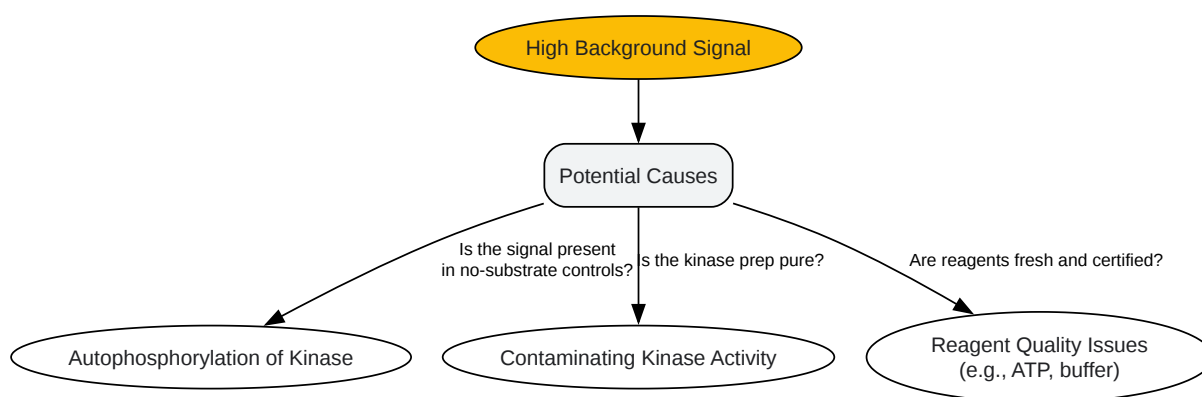 High Background Signal
Potential Causes
Is the signal present
in no-substrate controls?
Is the kinase prep pure?
Are reagents fresh and certified?
Autophosphorylation of Kinase
Contaminating Kinase Activity
Reagent Quality Issues
(e.g., ATP, buffer)